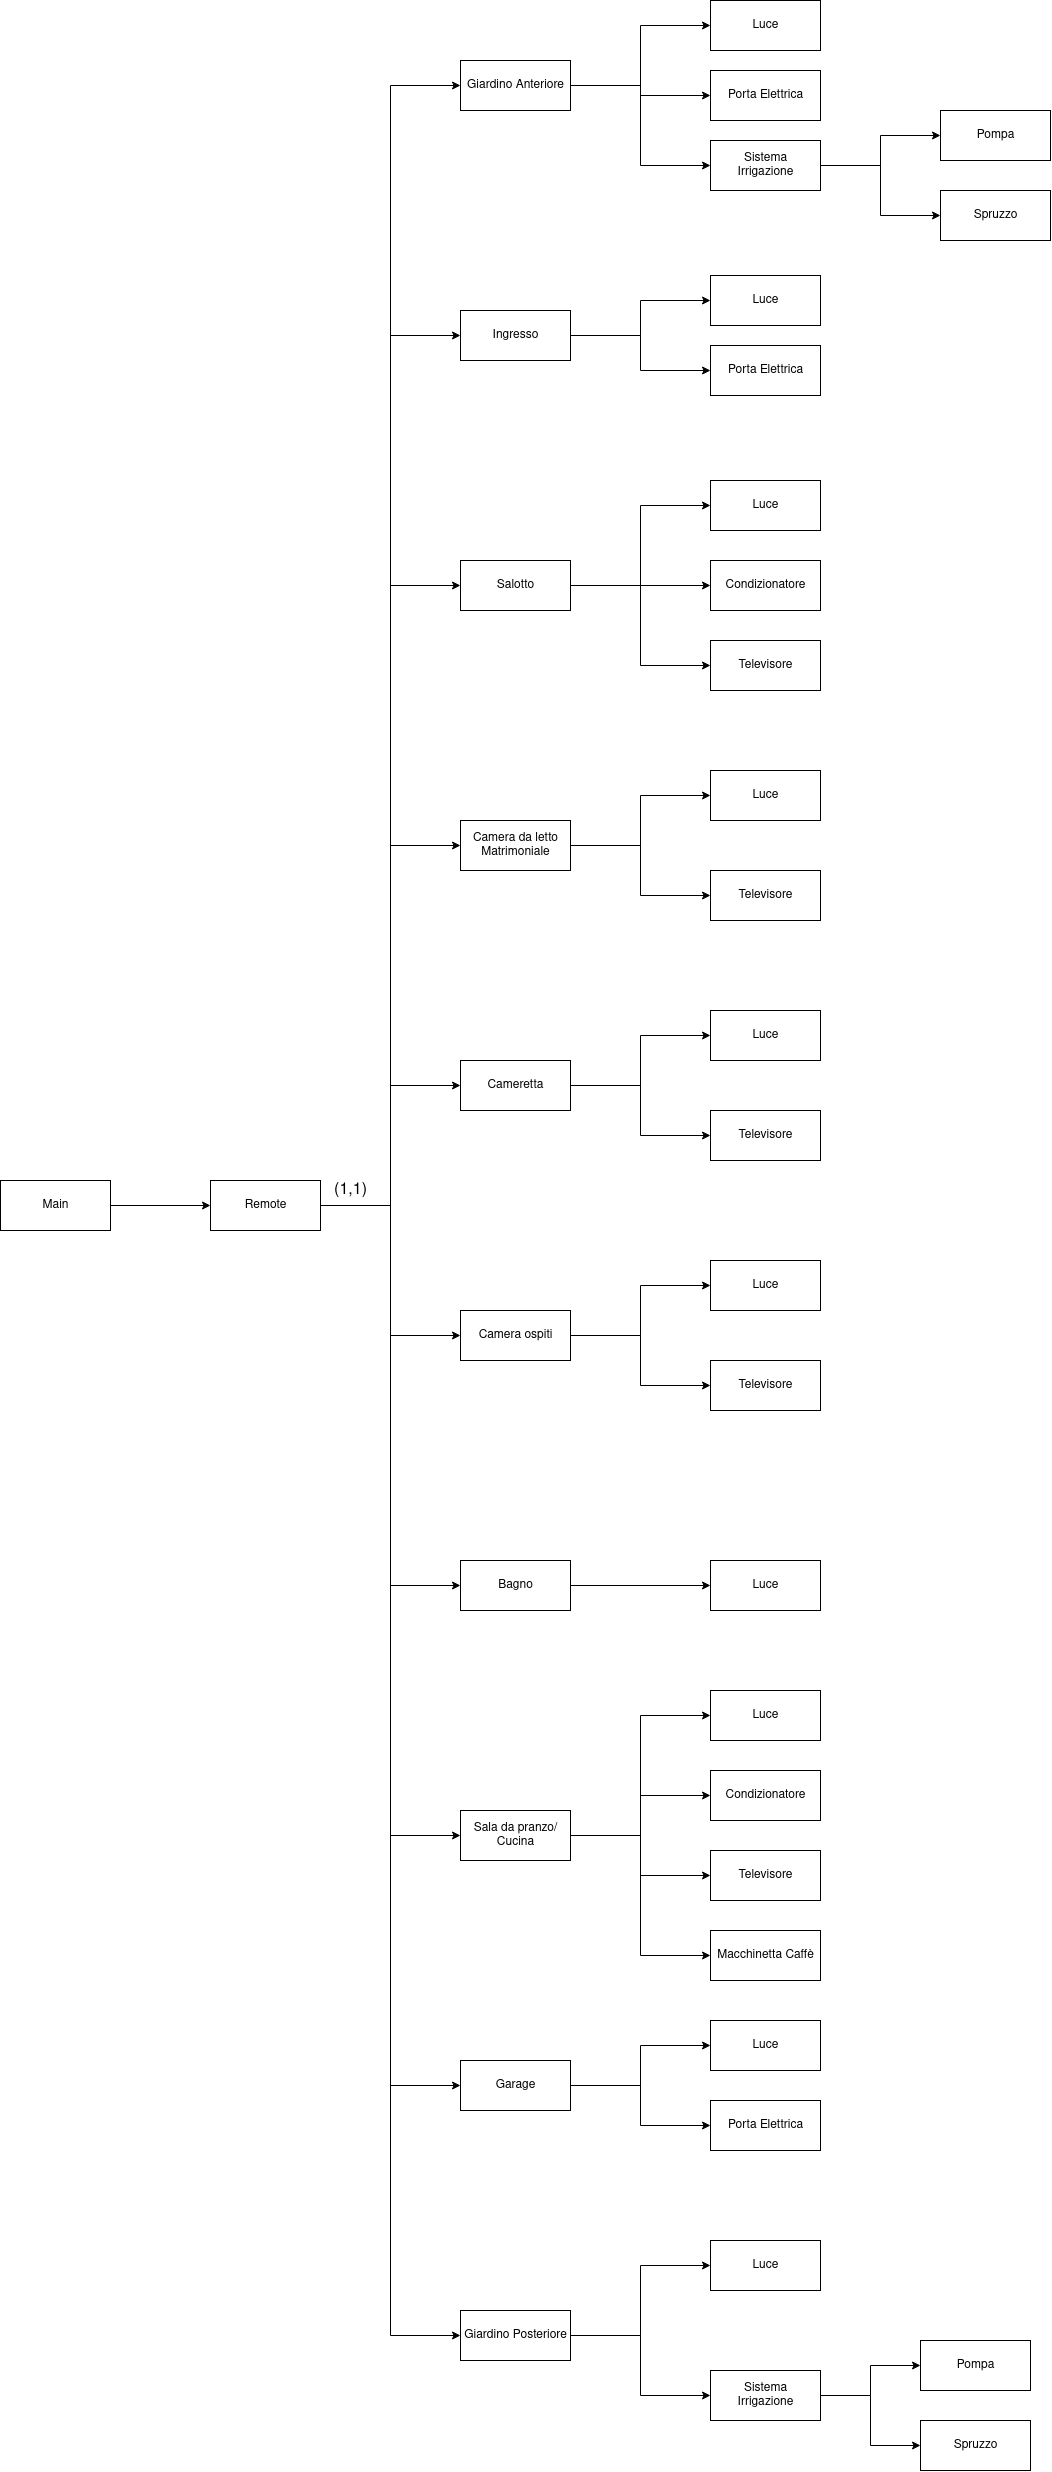 Luce
Giardino Anteriore
Porta Elettrica
Sistema
Irrigazione
Pompa
Spruzzo
Luce
Ingresso
Porta Elettrica
Luce
Salotto
Condizionatore
Televisore
Luce
Camera da letto
Matrimoniale
Televisore
Luce
Cameretta
Televisore
Main
Remote
(1,1)
Luce
Camera ospiti
Televisore
Bagno
Luce
Luce
Condizionatore
Sala da pranzo/
Cucina
Televisore
Macchinetta Caffè
Luce
Garage
Porta Elettrica
Luce
Giardino Posteriore
Sistema
Irrigazione
Pompa
Spruzzo